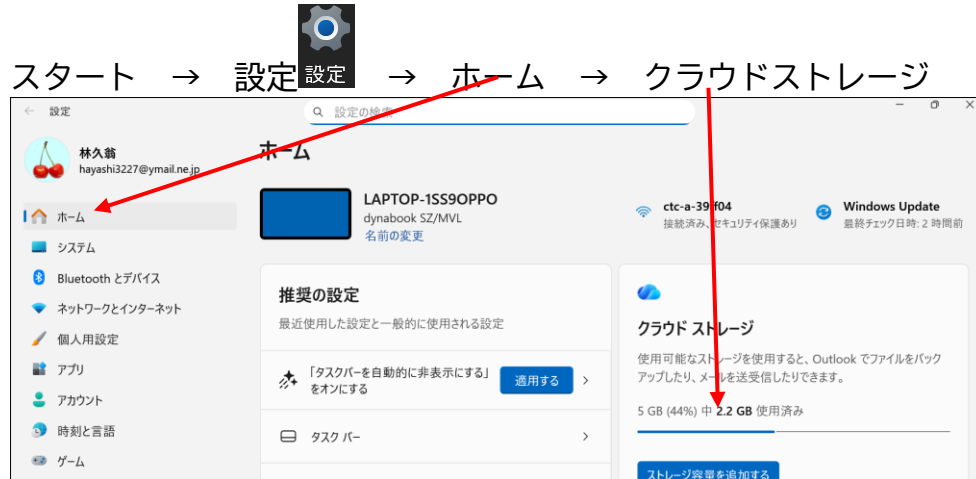 スタート → 設定 設定 → ホーム → クラウドストレージ
← 設定
設定の検索
林久翁
hayashi3227@ymail.ne.jp
ホーム
システム
Bluetooth とデバイス
ネットワークとインターネット
個人用設定
アプリ
アカウント
時刻と言語
ゲーム
ホーム
LAPTOP-1SS9OPPO
dynabook SZ/MVL
名前の変更
接続済み、セキュリティ保護あり
Windows Update
最終チェック日時: 2 時間前
推奨の設定
最近使用した設定と一般的に使用される設定
「タスクバーを自動的に非表示にする」
をオンにする
適用する
タスク バー
クラウド ストレージ
使用可能なストレージを使用すると、Outlook でファイルをバック
アップしたり、メールを送受信したりできます。
5 GB (44%) 中 2.2 GB 使用済み
ストレージ容量を追加する